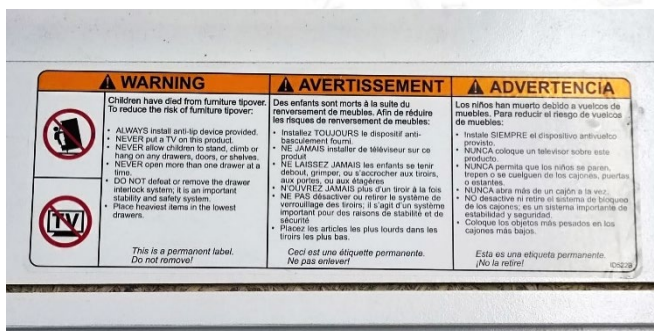 WARNING
Children have died from furniture tipover.
To reduce the risk of furniture tipover:
• ALWAYS install anti-tip device provided.
• NEVER put a TV on this product.
• NEVER allow children to stand, climb or
hang on any drawers, doors, or shelves.
• NEVER open more than one drawer at a
time.
• DO NOT defeat or remove the drawer
interlock system; it is an important
stability and safety system.
• Place heaviest items in the lowest
drawers.
This is a permanent label.
Do not remove!
TV
AVERTISSEMENT
Des enfants sont morts à la suite du
renversement de meubles. Afin de réduire
les risques de renversement de meubles:
• Installez TOUJOURS le dispositif anti-
basculement fourni.
• NE JAMAIS installer de téléviseur sur ce
produit
• NE LAISSEZ JAMAIS les enfants se tenir
debout, grimper, ou s'accrocher aux tiroirs,
aux portes, ou aux étagères
• N'OUVREZ JAMAIS plus d'un tiroir à la fois
• NE PAS désactiver ou retirer le système de
verrouillage des tiroirs; il s'agit d'un système
important pour des raisons de stabilité et de
sécurité
• Placez les articles les plus lourds dans les
tiroirs les plus bas.
Ceci est une étiquette permanente.
Ne pas enlever!
ADVERTENCIA
Los niños han muerto debido a vuelcos de
muebles. Para reducir el riesgo de vuelcos
de muebles:
• Instale SIEMPRE el dispositivo antivuelco
provisto.
• NUNCA coloque un televisor sobre este
producto.
• NUNCA permita que los niños se paren,
trepen o se cuelguen de los cajones, puertas
o estantes.
• NUNCA abra más de un cajón a la vez.
• NO desactive ni retire el sistema de bloqueo
de los cajones; es un sistema importante de
estabilidad y seguridad.
• Coloque los objetos más pesados en los
cajones más bajos.
Esta es una etiqueta permanente.
¡No la retire!